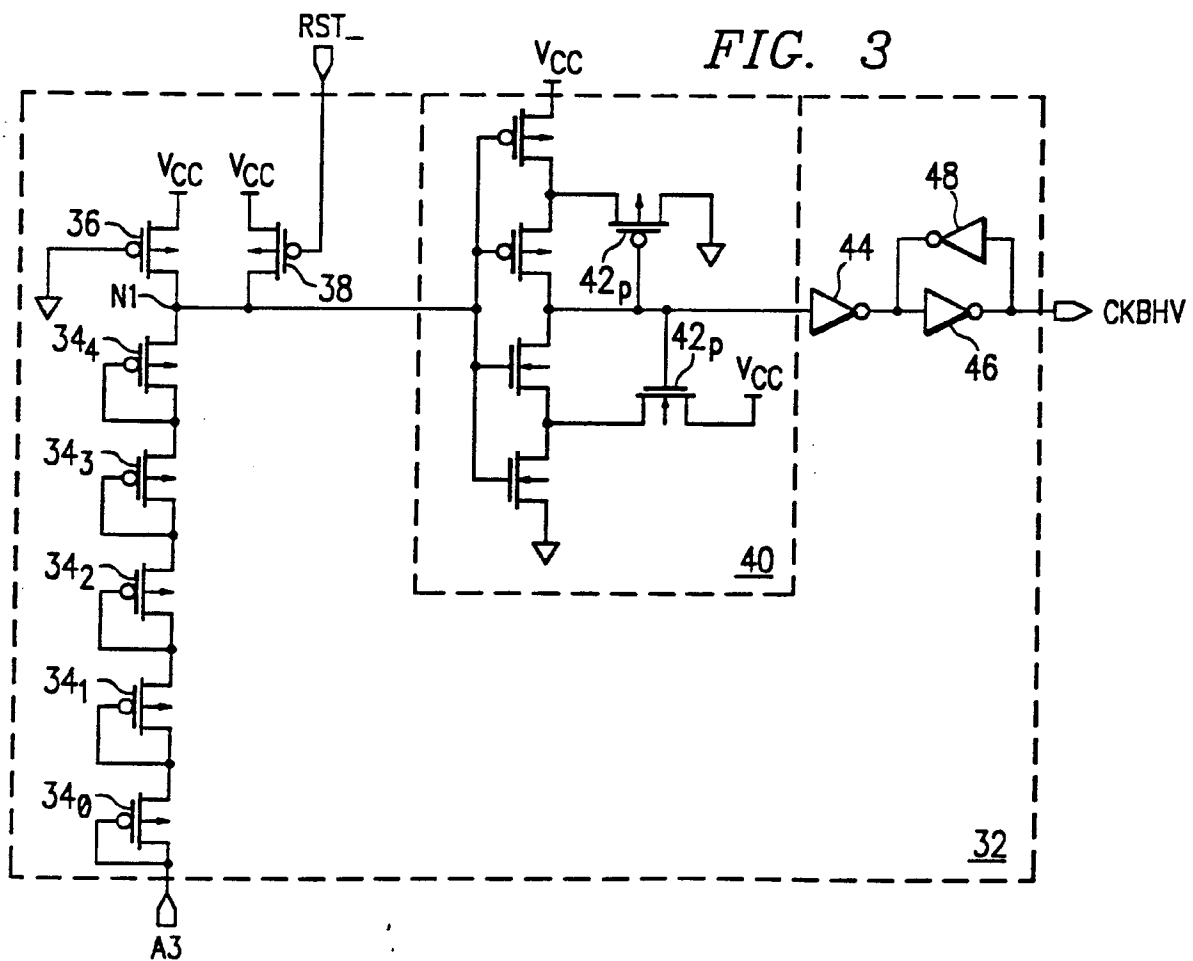 RST_
FIG. 3
VCC
VCC
VCC
36
38
N1
344
343
342
341
340
A3
42p
42p
VCC
40
44
48
46
CKBHV
32